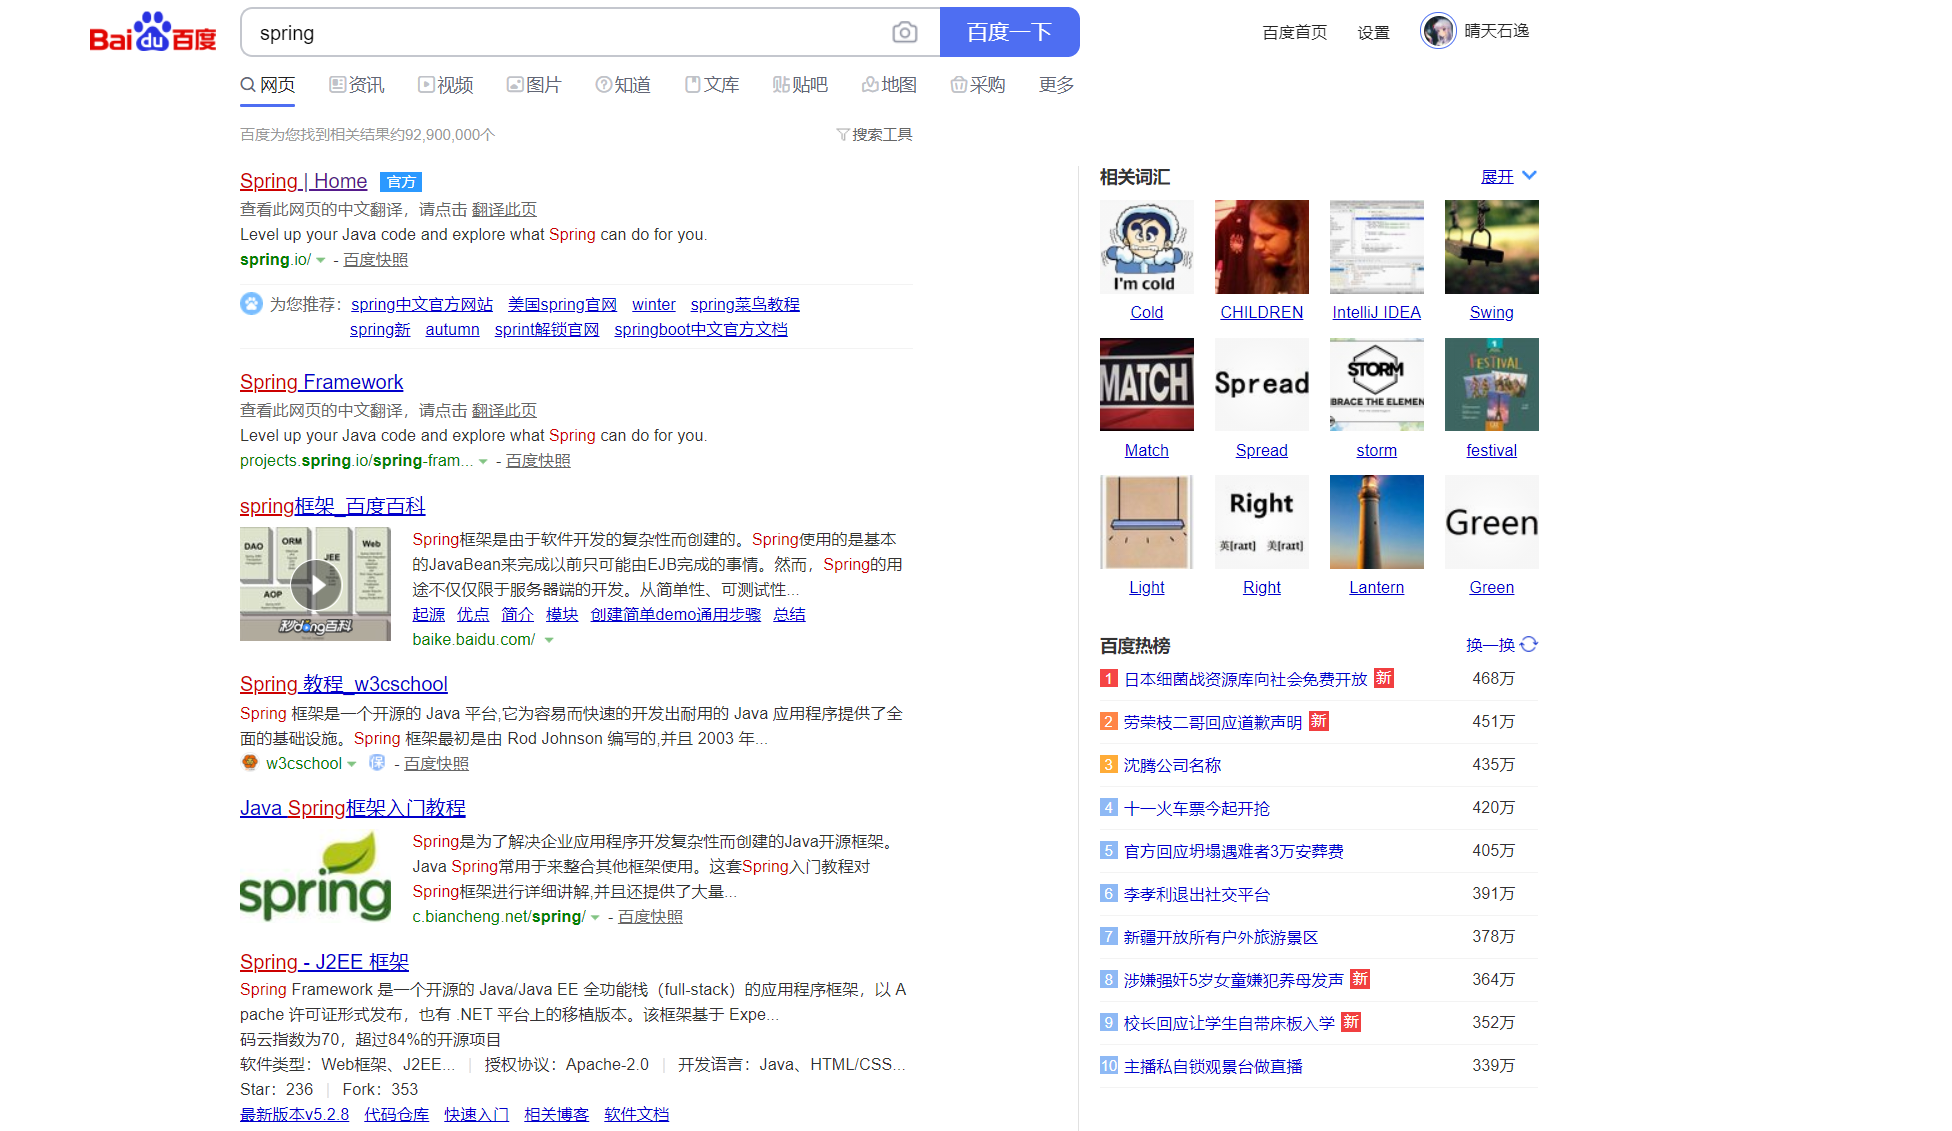 Bai du 百度
spring
百度一下
百度首页 设置 晴天石逸
网页 资讯 视频 图片 知道 文库 贴吧 地图 采购 更多
百度为您找到相关结果约92,900,000个
搜索工具
Spring | Home 官方
查看此网页的中文翻译，请点击 翻译此页
Level up your Java code and explore what Spring can do for you.
spring.io/ - 百度快照
为您推荐： spring中文官方网站 美国spring官网 winter spring菜鸟教程
spring新 autumn sprint解锁官网 springboot中文官方文档
Spring Framework
查看此网页的中文翻译，请点击 翻译此页
Level up your Java code and explore what Spring can do for you.
projects.spring.io/spring-fram... - 百度快照
spring框架_百度百科
DAO ORM JEE Web
AOP
秒dong百科
Spring框架是由于软件开发的复杂性而创建的。Spring使用的是基本
的JavaBean来完成以前只可能由EJB完成的事情。然而，Spring的用
途不仅仅限于服务器端的开发。从简单性、可测试性...
起源 优点 简介 模块 创建简单demo通用步骤 总结
baike.baidu.com/
Spring 教程_w3cschool
Spring 框架是一个开源的 Java 平台,它为容易而快速的开发出耐用的 Java 应用程序提供了全
面的基础设施。Spring 框架最初是由 Rod Johnson 编写的,并且 2003 年...
w3cschool 保 - 百度快照
Java Spring框架入门教程
spring
Spring是为了解决企业应用程序开发复杂性而创建的Java开源框架。
Java Spring常用于来整合其他框架使用。这套Spring入门教程对
Spring框架进行详细讲解,并且还提供了大量...
c.biancheng.net/spring/ - 百度快照
Spring - J2EE 框架
Spring Framework 是一个开源的 Java/Java EE 全功能栈（full-stack）的应用程序框架，以 A
pache 许可证形式发布，也有 .NET 平台上的移植版本。该框架基于 Expe...
码云指数为70，超过84%的开源项目
软件类型：Web框架、J2EE... | 授权协议：Apache-2.0 | 开发语言：Java、HTML/CSS...
Star：236 | Fork：353
最新版本v5.2.8 代码仓库 快速入门 相关博客 软件文档
相关词汇 展开
I'm cold
Cold CHILDREN IntelliJ IDEA Swing
MATCH Spread STORM BRACE THE ELEMEN FESTIVAL
Match Spread storm festival
Right 英[raɪt] 美[raɪt] Green
Light Right Lantern Green
百度热榜 换一换
1 日本细菌战资源库向社会免费开放 新 468万
2 劳荣枝二哥回应道歉声明 新 451万
3 沈腾公司名称 435万
4 十一火车票今起开抢 420万
5 官方回应坍塌遇难者3万安葬费 405万
6 李孝利退出社交平台 391万
7 新疆开放所有户外旅游景区 378万
8 涉嫌强奸5岁女童嫌犯养母发声 新 364万
9 校长回应让学生自带床板入学 新 352万
10 主播私自锁观景台做直播 339万